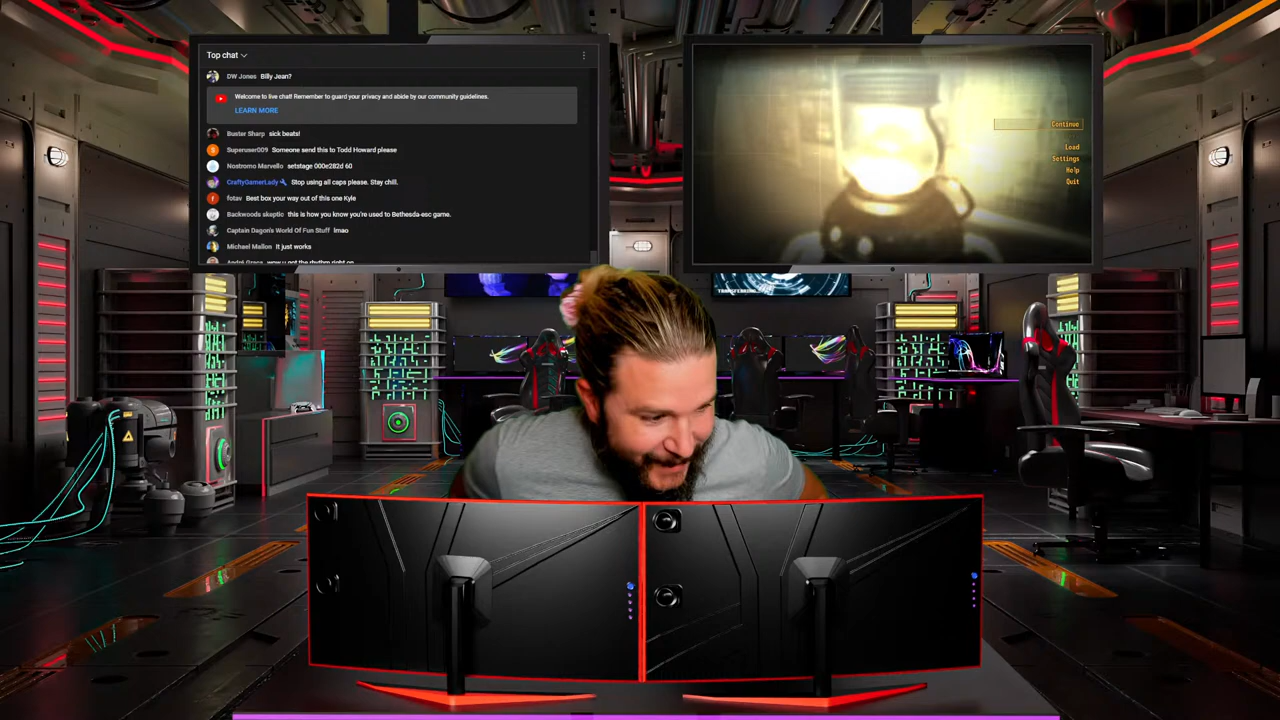 Top chat
DW Jones Billy Jean?
Welcome to live chat! Remember to guard your privacy and abide by our community guidelines.
LEARN MORE
Buster Sharp sick beats!
Superuser009 Someone send this to Todd Howard please
Nostromo Marvello setstage 000e282d 60
CraftyGamerLady Stop using all caps please. Stay chill.
fotav Best box your way out of this one Kyle
Backwoods skeptic this is how you know you're used to Bethesda-esc game.
Captain Dagon's World Of Fun Stuff lmao
Michael Mallon It just works
Continue
Load
Settings
Help
Quit